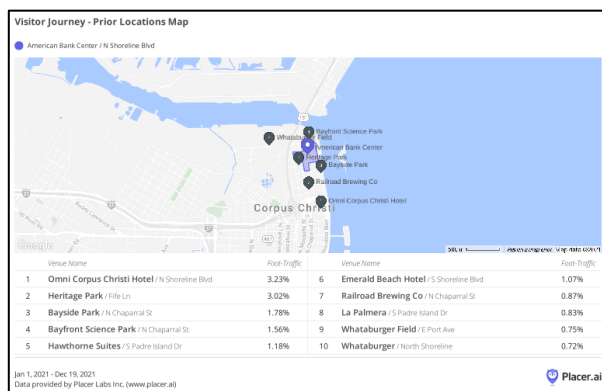 Visitor Journey - Prior Locations Map
American Bank Center / N Shoreline Blvd
Whataburger Field
Bayfront Science Park
American Bank Center
Heritage Park
Bayside Park
Railroad Brewing Co
Omni Corpus Christi Hotel
Corpus Christi
Google
Venue Name Foot-Traffic Venue Name Foot-Traffic
1 Omni Corpus Christi Hotel / N Shoreline Blvd 3.23% 6 Emerald Beach Hotel / S Shoreline Blvd 1.07%
2 Heritage Park / Fife Ln 3.02% 7 Railroad Brewing Co / N Chaparral St 0.87%
3 Bayside Park / N Chaparral St 1.78% 8 La Palmera / S Padre Island Dr 0.83%
4 Bayfront Science Park / N Chaparral St. 1.56% 9 Whataburger Field / E Port Ave 0.75%
5 Hawthorne Suites / S Padre Island Dr 1.18% 10 Whataburger / North Shoreline 0.72%
Jan 1, 2021 - Dec 19, 2021
Data provided by Placer Labs Inc. (www.placer.ai)
Placer.ai